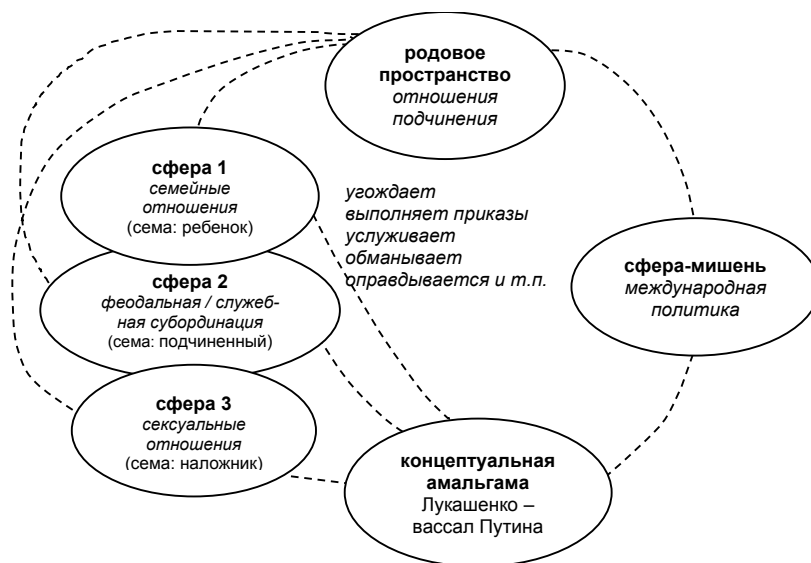 родовое
пространство
отношения
подчинения
сфера 1
семейные
отношения
(сема: ребенок)
угождает
выполняет приказы
услуживает
обманывает
оправдывается и т.п.
сфера 2
феодальная / служеб-
ная субординация
(сема: подчиненный)
сфера-мишень
международная
политика
сфера 3
сексуальные
отношения
(сема: наложник)
концептуальная
амальгама
Лукашенко –
вассал Путина